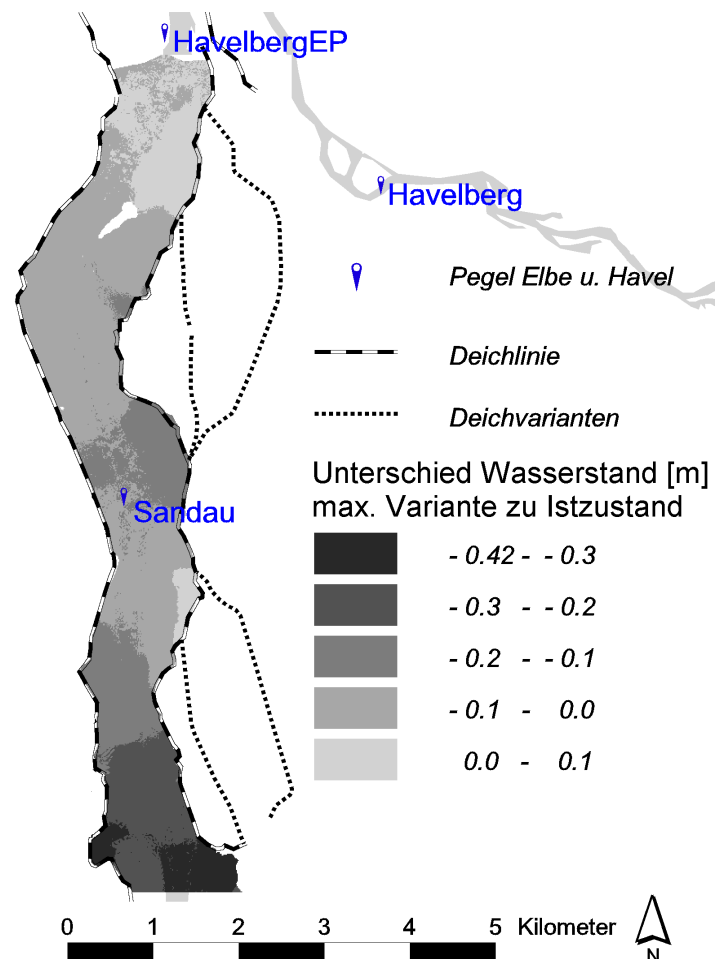 HavelbergEP
Havelberg
Pegel Elbe u. Havel
Deichlinie
Deichvarianten
Sandau
Unterschied Wasserstand [m]
max. Variante zu Istzustand
- 0.42 - - 0.3
- 0.3 - - 0.2
- 0.2 - - 0.1
- 0.1 - 0.0
0.0 - 0.1
0 1 2 3 4 5 Kilometer
N